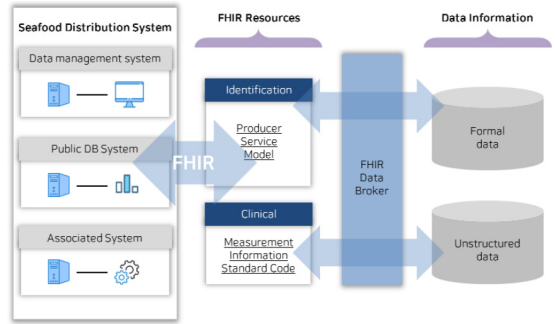 Seafood Distribution System
Data management system
Public DB System
Associated System
FHIR
FHIR Resources
Identification
Producer
Service
Model
Clinical
Measurement
Information
Standard Code
FHIR
Data
Broker
Data Information
Formal
data
Unstructured
data